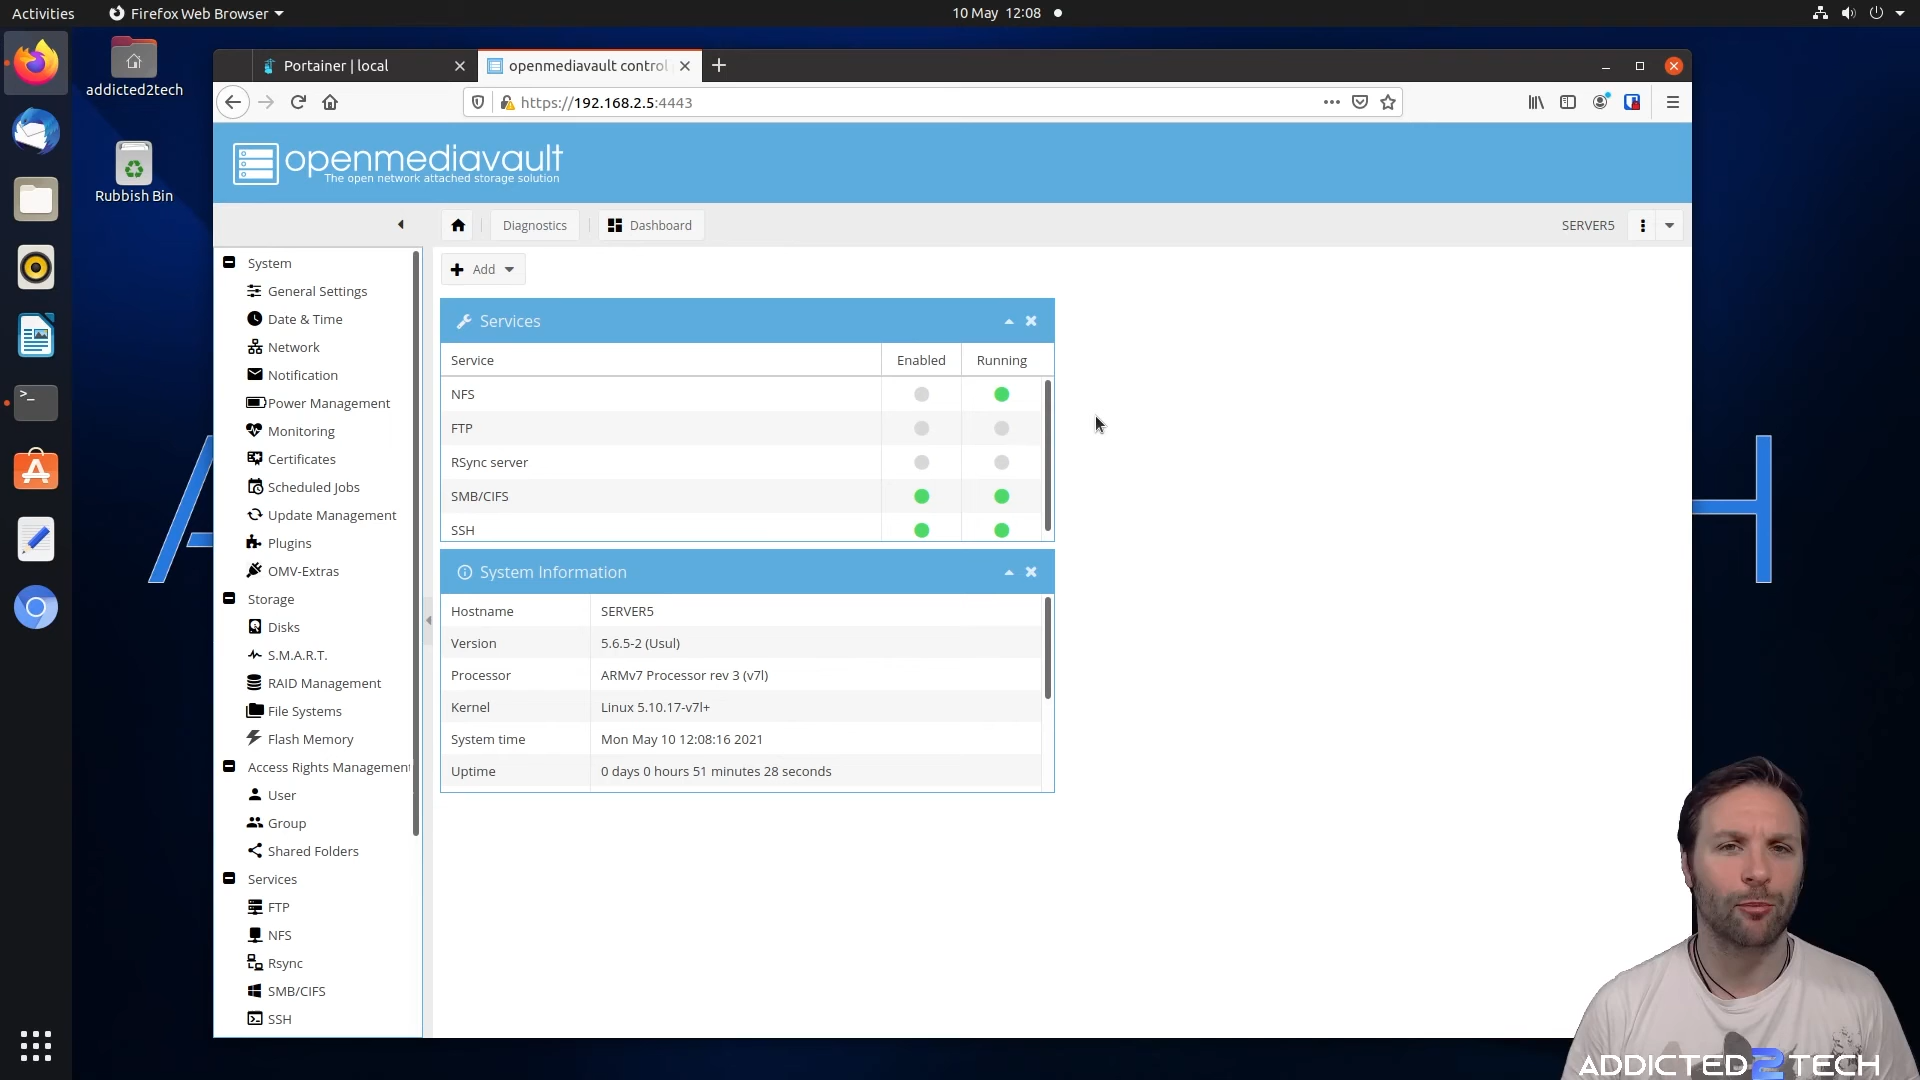 Activities
Firefox Web Browser
10 May 12:08
addicted2tech
Rubbish Bin
Portainer | local
openmediavault control
https://192.168.2.5:4443
openmediavault
The open network attached storage solution
Diagnostics
Dashboard
SERVER5
System
General Settings
Date & Time
Network
Notification
Power Management
Monitoring
Certificates
Scheduled Jobs
Update Management
Plugins
OMV-Extras
Storage
Disks
S.M.A.R.T.
RAID Management
File Systems
Flash Memory
Access Rights Management
User
Group
Shared Folders
Services
FTP
NFS
Rsync
SMB/CIFS
SSH
Add
Services
Service Enabled Running
NFS
FTP
RSync server
SMB/CIFS
SSH
System Information
Hostname SERVER5
Version 5.6.5-2 (Usul)
Processor ARMv7 Processor rev 3 (v7l)
Kernel Linux 5.10.17-v7l+
System time Mon May 10 12:08:16 2021
Uptime 0 days 0 hours 51 minutes 28 seconds
A
H
ADDICTED2TECH